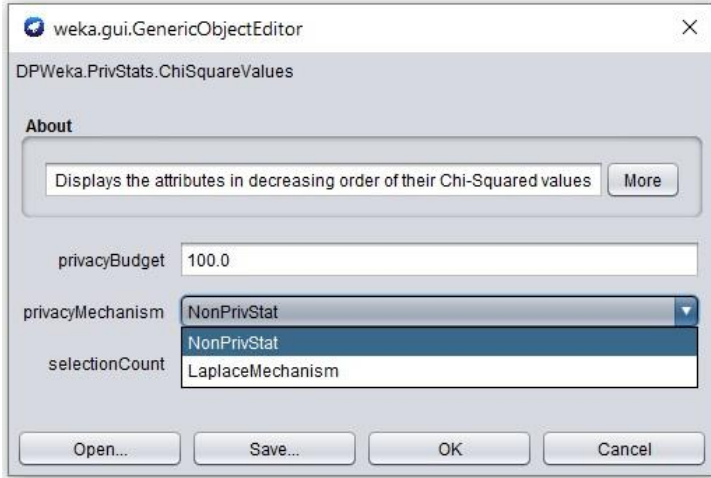 weka.gui.GenericObjectEditor
DPWeka.PrivStats.ChiSquareValues
About
Displays the attributes in decreasing order of their Chi-Squared values More
privacyBudget 100.0
privacyMechanism NonPrivStat
NonPrivStat
selectionCount
LaplaceMechanism
Open... Save... OK Cancel